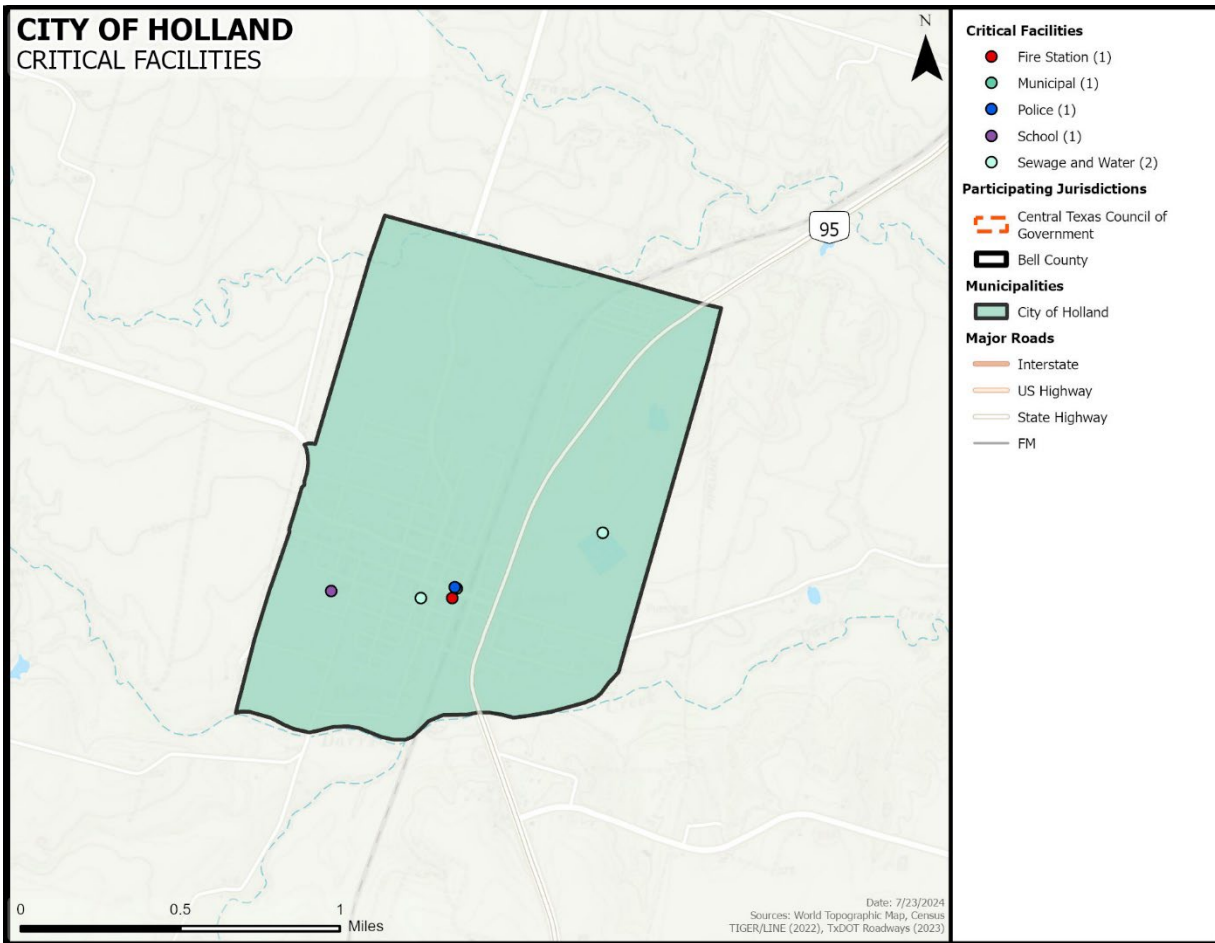 CITY OF HOLLAND
CRITICAL FACILITIES
N
95
Creek
0
0.5
1
Miles
Date: 7/23/2024
Sources: World Topographic Map, Census
TIGER/LINE (2022), TxDOT Roadways (2023)
Critical Facilities
Fire Station (1)
Municipal (1)
Police (1)
School (1)
Sewage and Water (2)
Participating Jurisdictions
Central Texas Council of
Government
Bell County
Municipalities
City of Holland
Major Roads
Interstate
US Highway
State Highway
FM